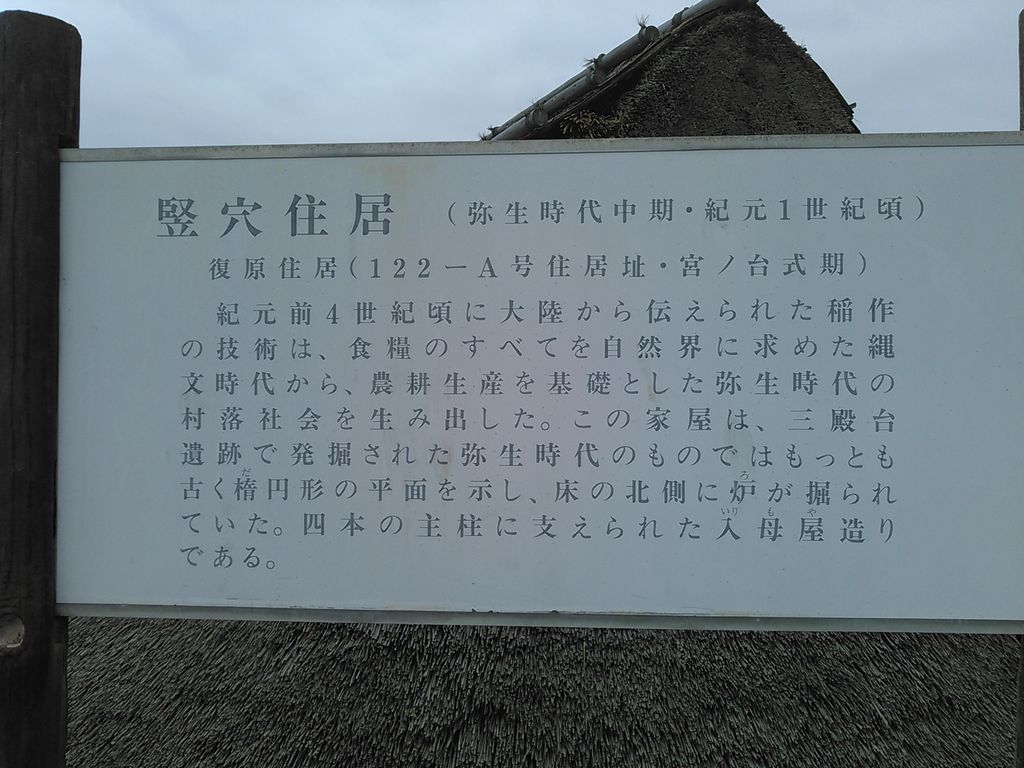 竪穴住居 （弥生時代中期・紀元1世紀頃）
復原住居（122－A号住居址・宮ノ台式期）
紀元前4世紀頃に大陸から伝えられた稲作
の技術は、食糧のすべてを自然界に求めた縄
文時代から、農耕生産を基礎とした弥生時代の
村落社会を生み出した。この家屋は、三殿台
遺跡で発掘された弥生時代のものではもっとも
古く楕円形の平面を示し、床の北側に炉が掘られ
ていた。四本の主柱に支えられた入母屋造り
である。